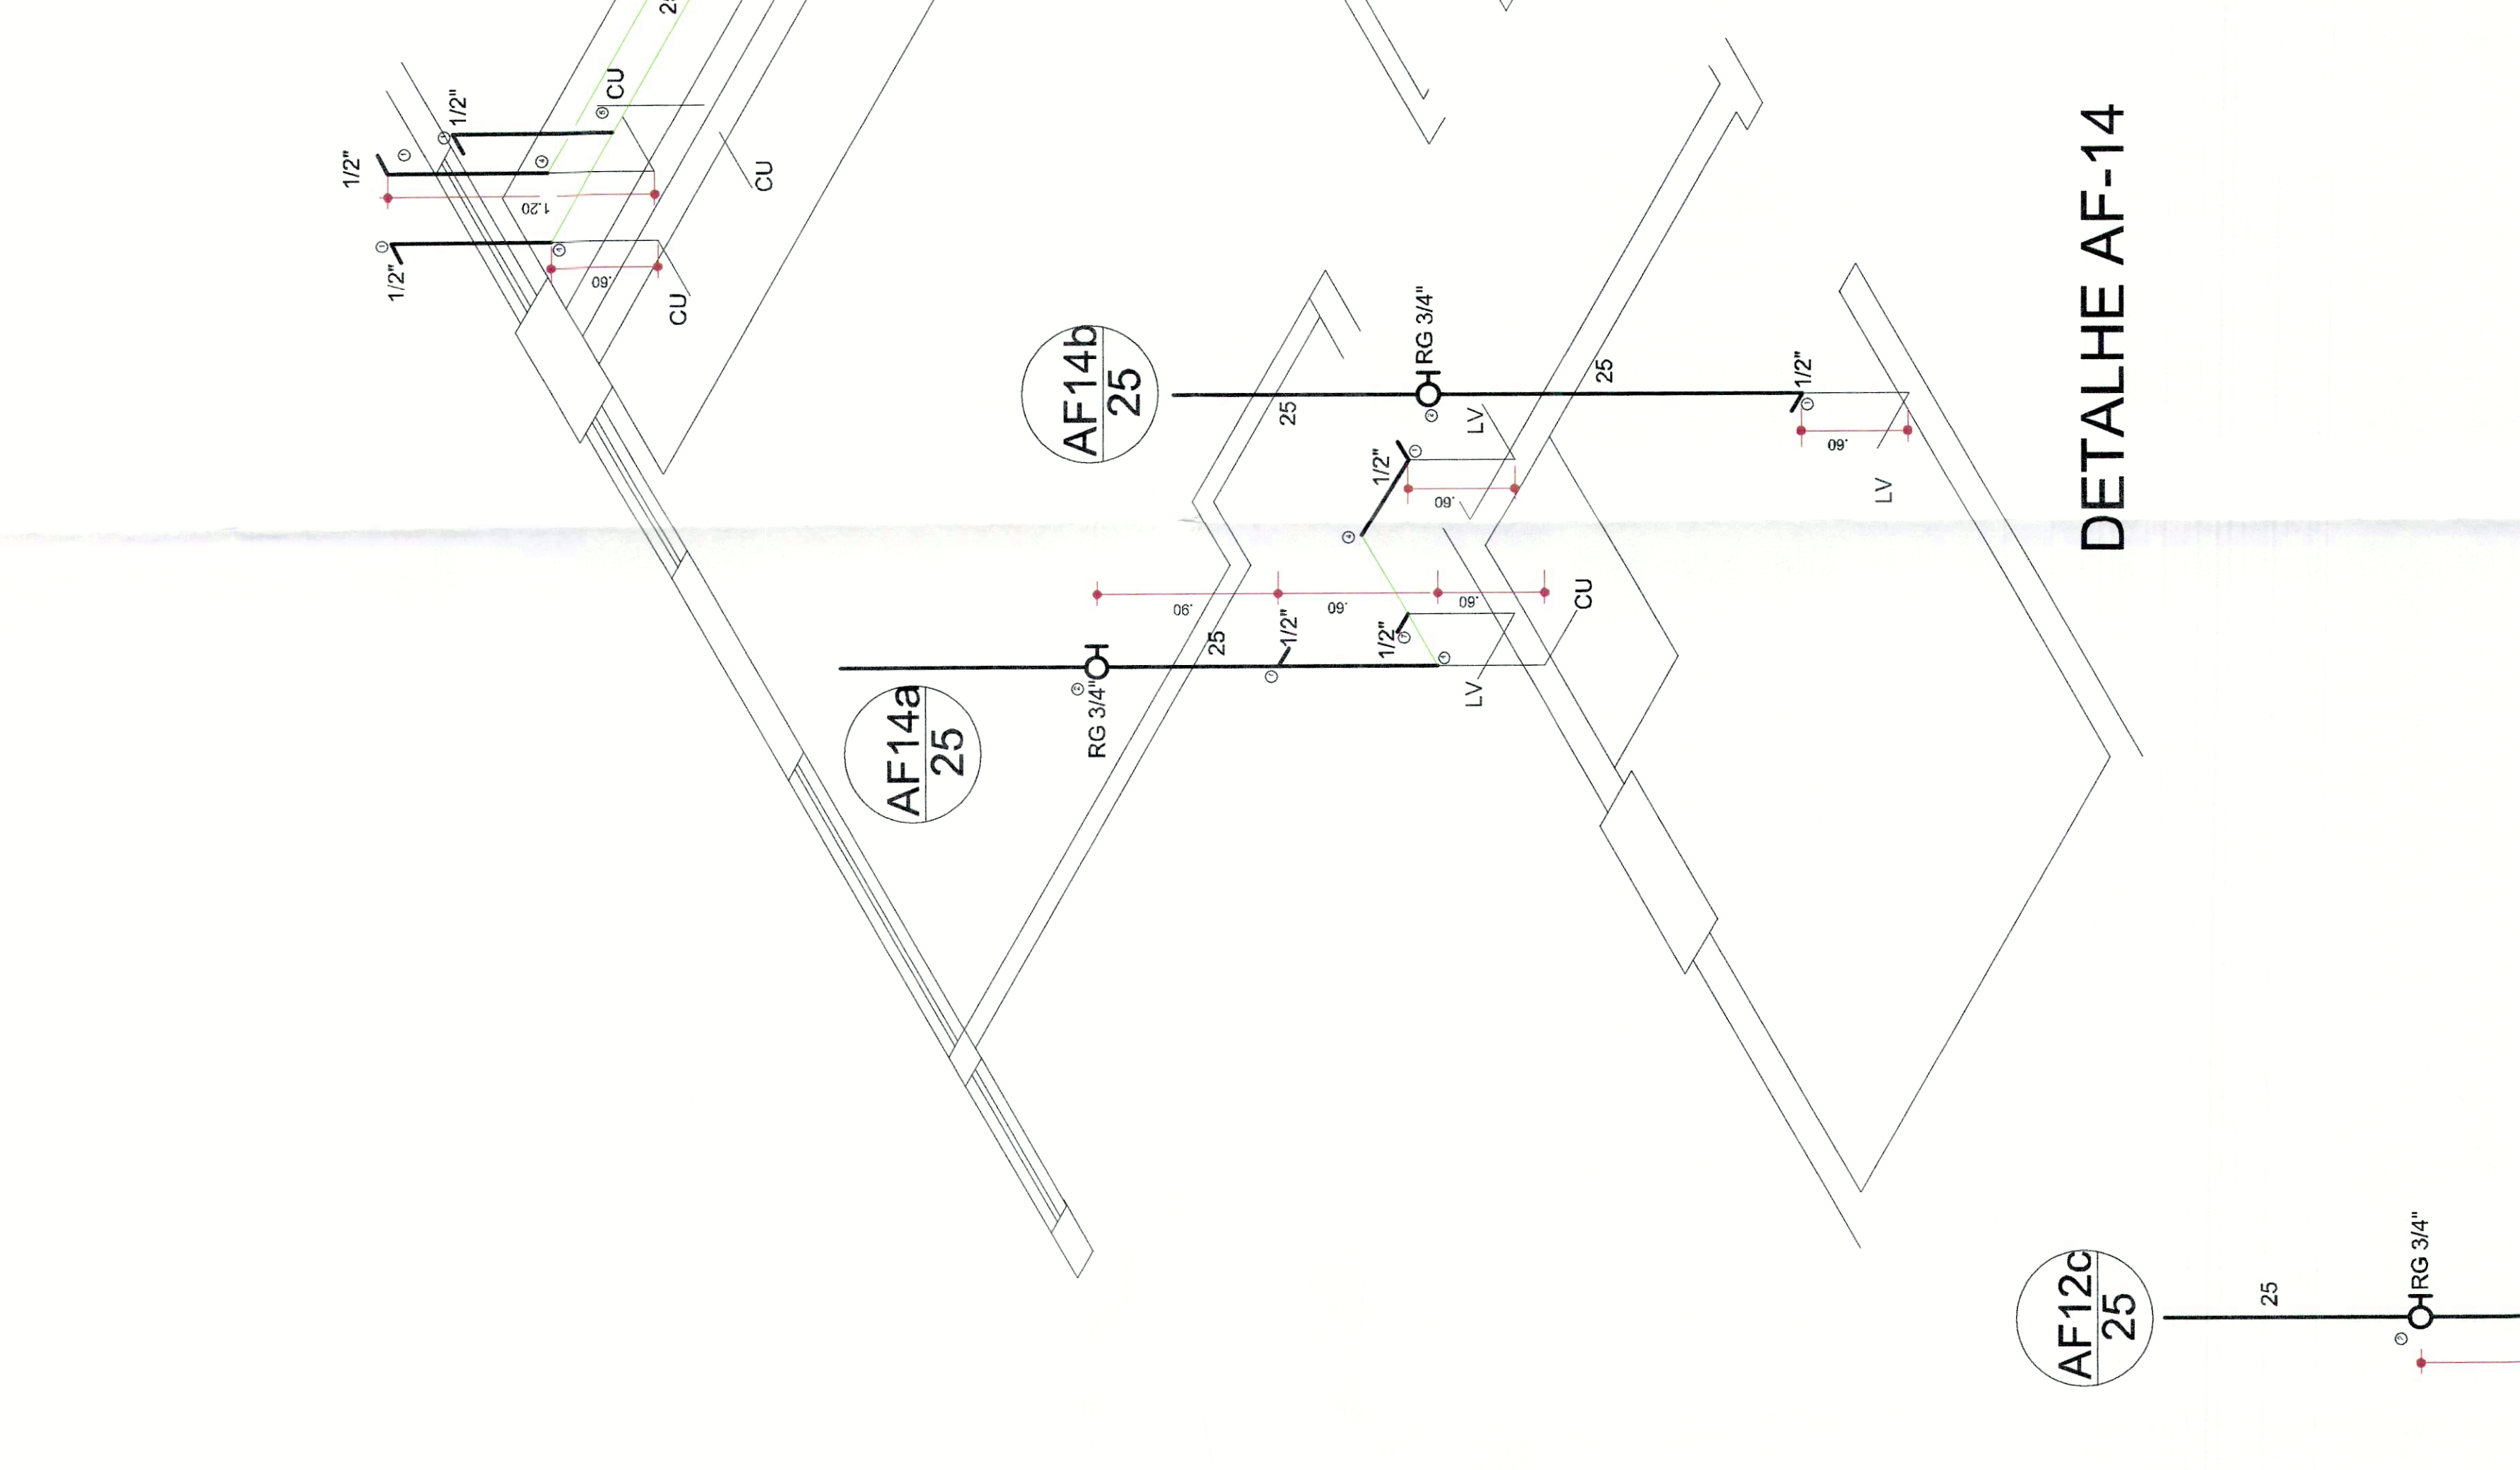 25
CU
1/2"
1/2"
1.20
CU
1/2"
.60
CU
AF14b
25
RG 3/4"
25
25
1/2"
LV
1/2"
.60
.60
LV
DETALHE AF-14
.90
.60
.60
CU
25
1/2"
1/2"
LV
RG 3/4"
AF14a
25
AF12c
25
25
RG 3/4"